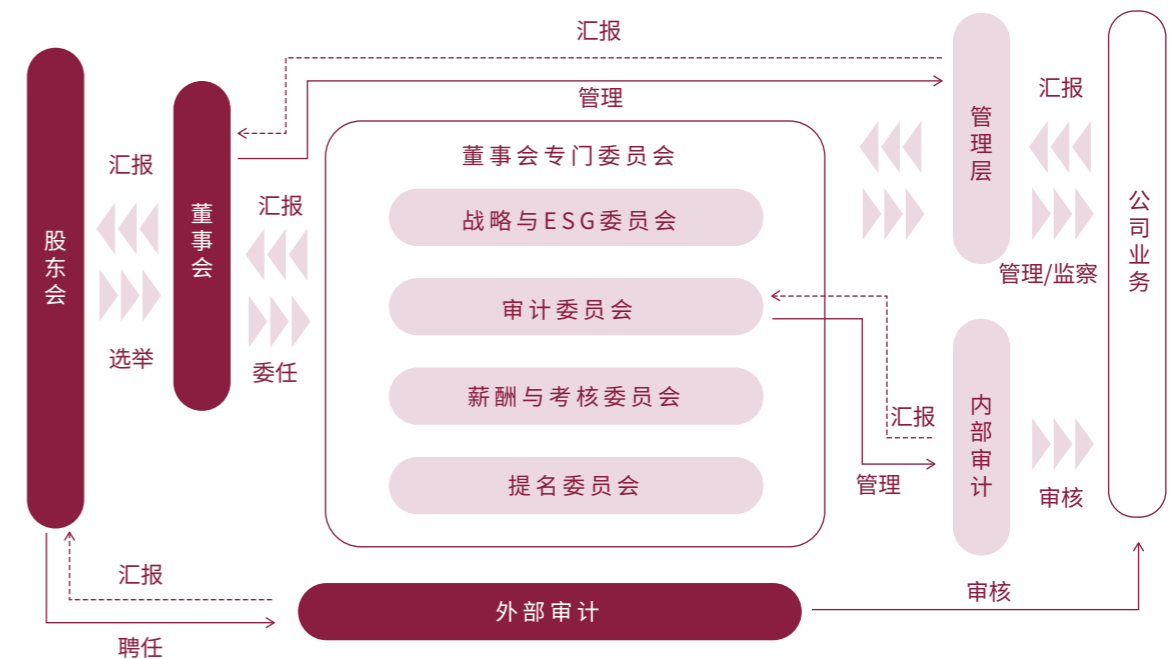 汇报
管理
董事会专门委员会
战略与ESG委员会
审计委员会
薪酬与考核委员会
提名委员会
股东会
汇报
选举
董事会
汇报
委任
管理层
汇报
管理/监察
公司业务
汇报
管理
内部审计
审核
汇报
聘任
外部审计
审核